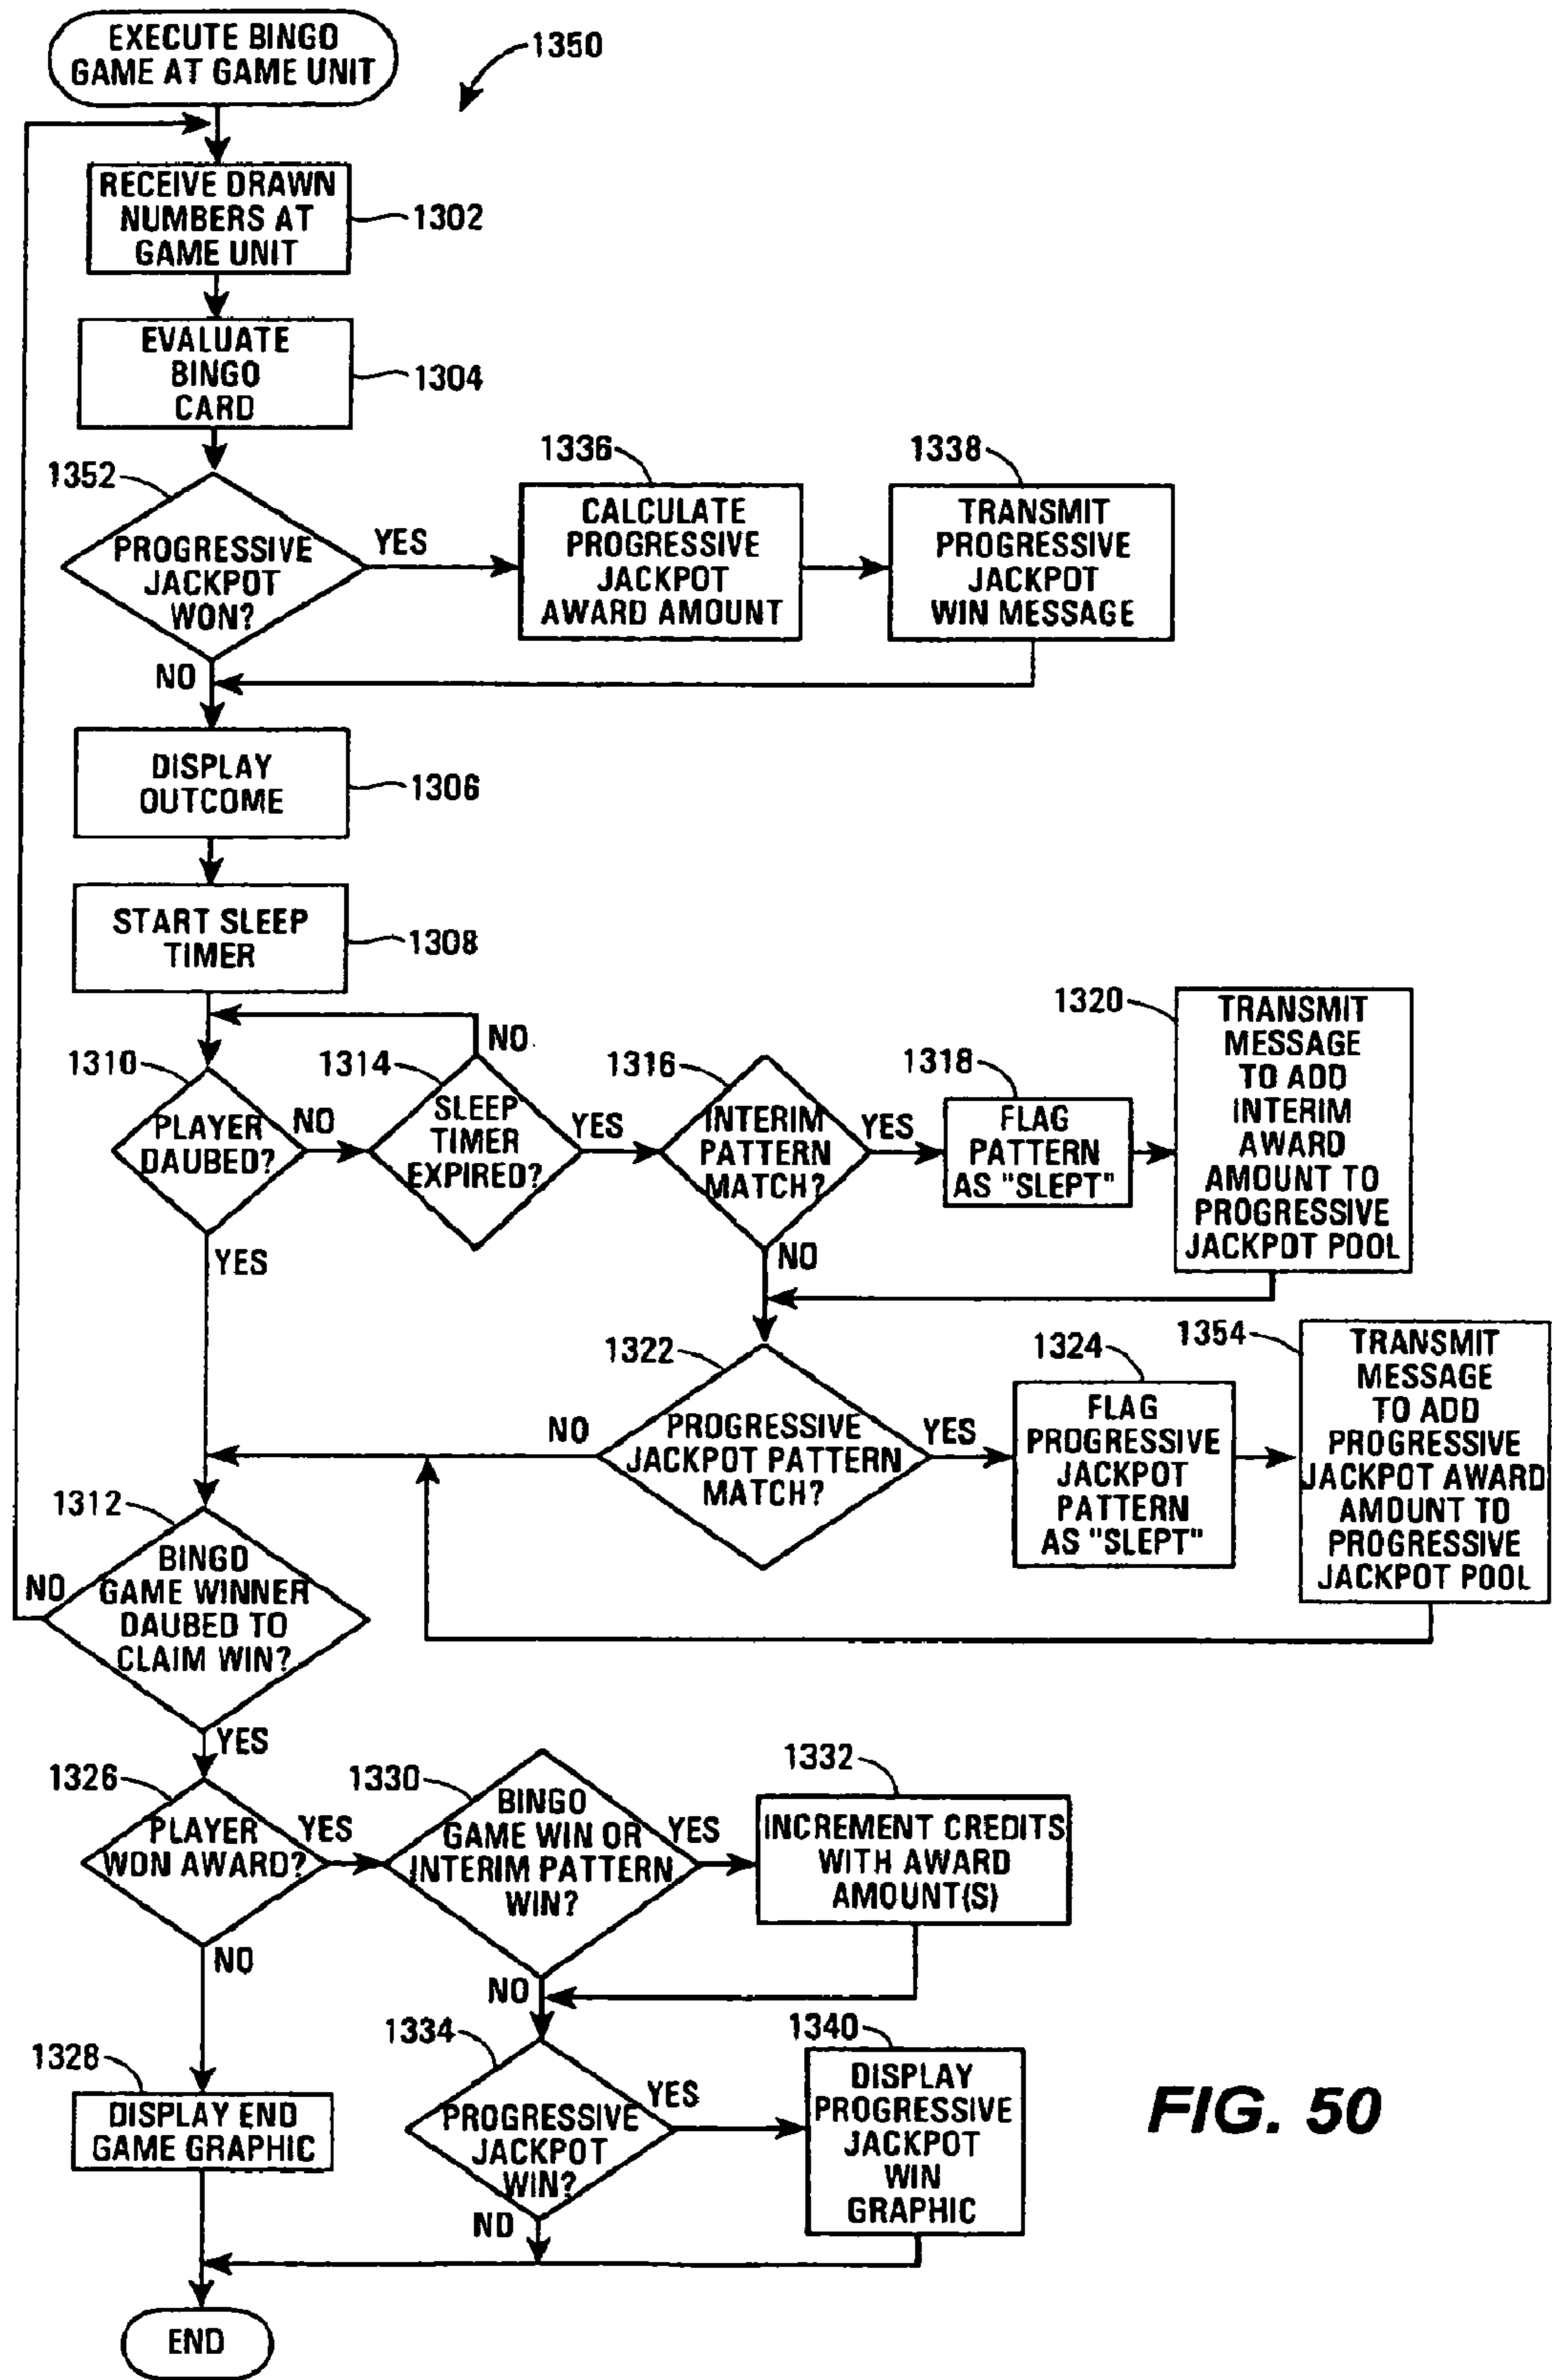 EXECUTE BINGO
GAME AT GAME UNIT
1350
RECEIVE DRAWN
NUMBERS AT
GAME UNIT
1302
EVALUATE
BINGO
CARD
1304
1352
PROGRESSIVE
JACKPOT
WON?
YES
NO
1336
CALCULATE
PROGRESSIVE
JACKPOT
AWARD AMOUNT
1338
TRANSMIT
PROGRESSIVE
JACKPOT
WIN MESSAGE
DISPLAY
OUTCOME
1306
START SLEEP
TIMER
1308
1310
PLAYER
DAUBED?
NO
YES
1314
SLEEP
TIMER
EXPIRED?
NO
YES
1316
INTERIM
PATTERN
MATCH?
YES
NO
1318
FLAG
PATTERN
AS "SLEPT"
1320
TRANSMIT
MESSAGE
TO ADD
INTERIM
AWARD
AMOUNT TO
PROGRESSIVE
JACKPOT POOL
1322
PROGRESSIVE
JACKPOT PATTERN
MATCH?
NO
YES
1324
FLAG
PROGRESSIVE
JACKPOT
PATTERN
AS "SLEPT"
1354
TRANSMIT
MESSAGE
TO ADD
PROGRESSIVE
JACKPOT AWARD
AMOUNT TO
PROGRESSIVE
JACKPOT POOL
1312
BINGO
GAME WINNER
DAUBED TO
CLAIM WIN?
NO
YES
1326
PLAYER
WON AWARD?
YES
NO
1330
BINGO
GAME WIN OR
INTERIM PATTERN
WIN?
YES
NO
1332
INCREMENT CREDITS
WITH AWARD
AMOUNT(S)
1328
DISPLAY END
GAME GRAPHIC
1334
PROGRESSIVE
JACKPOT
WIN?
YES
NO
1340
DISPLAY
PROGRESSIVE
JACKPOT
WIN
GRAPHIC
END
FIG. 50